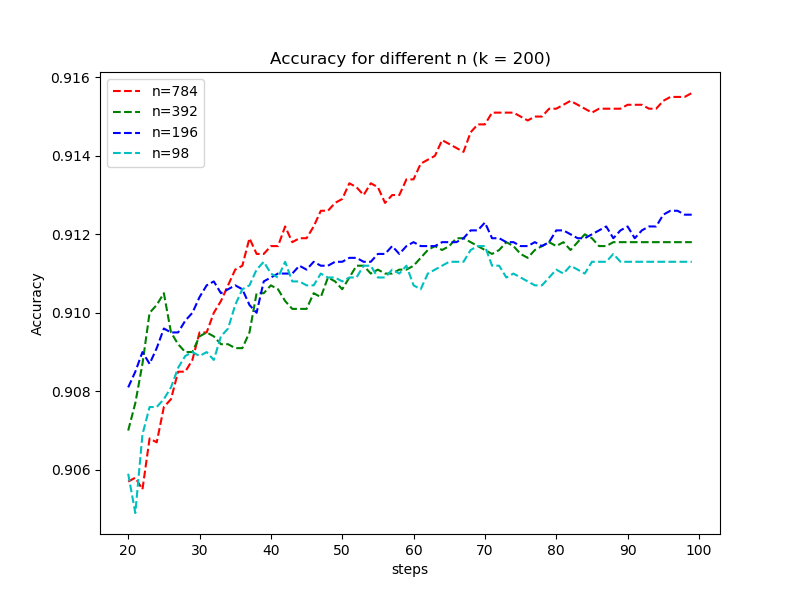 Accuracy for different n (k = 200)
n=784
n=392
n=196
n=98
0.916
0.914
0.912
0.910
0.908
0.906
Accuracy
20 30 40 50 60 70 80 90 100
steps